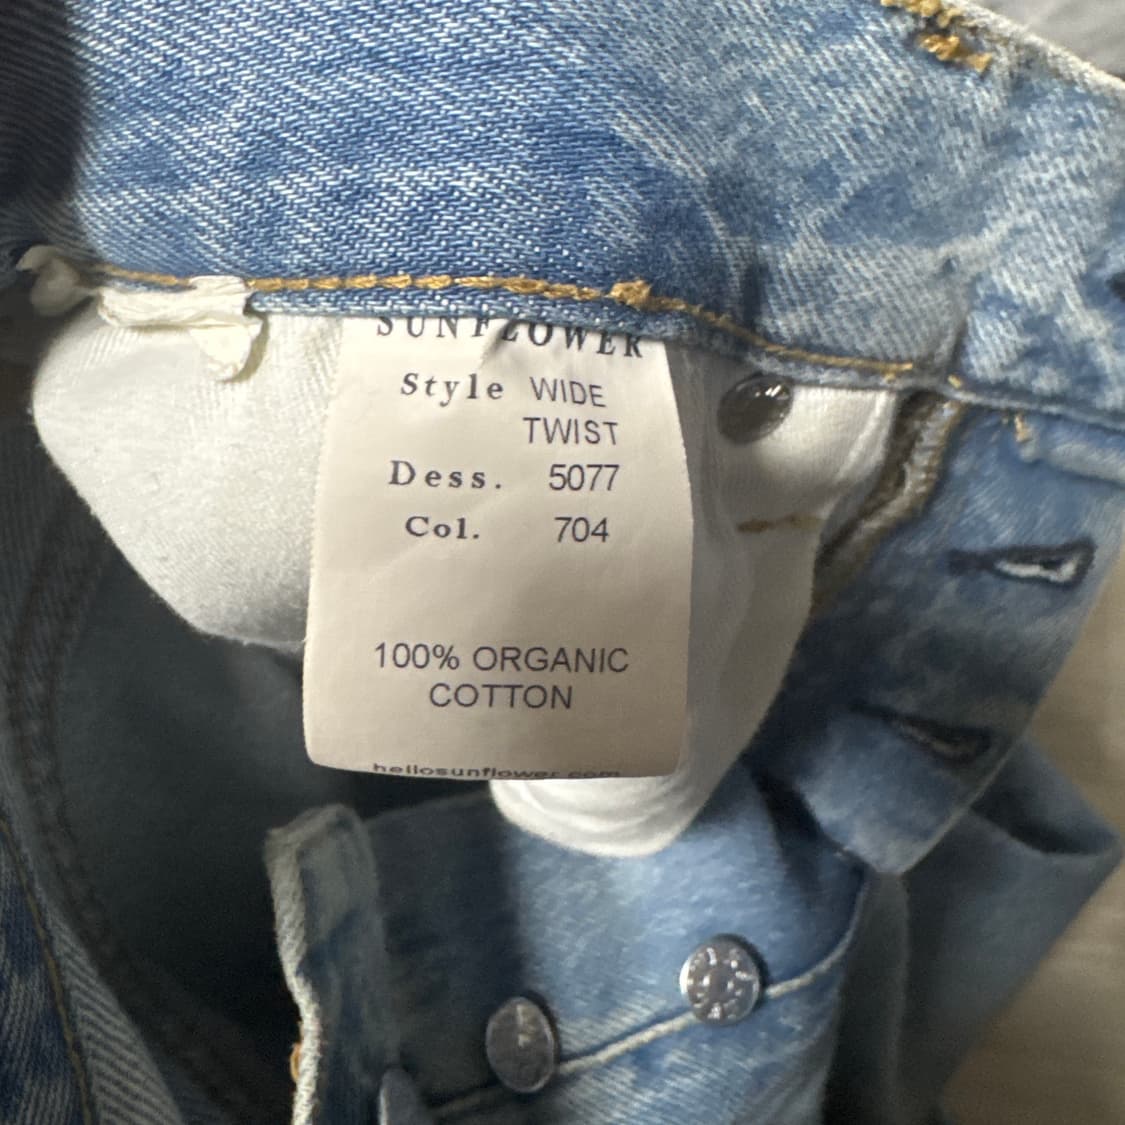 SUNFLOWER
Style WIDE
TWIST
Dess. 5077
Col. 704
100% ORGANIC
COTTON
hellosunflower.com